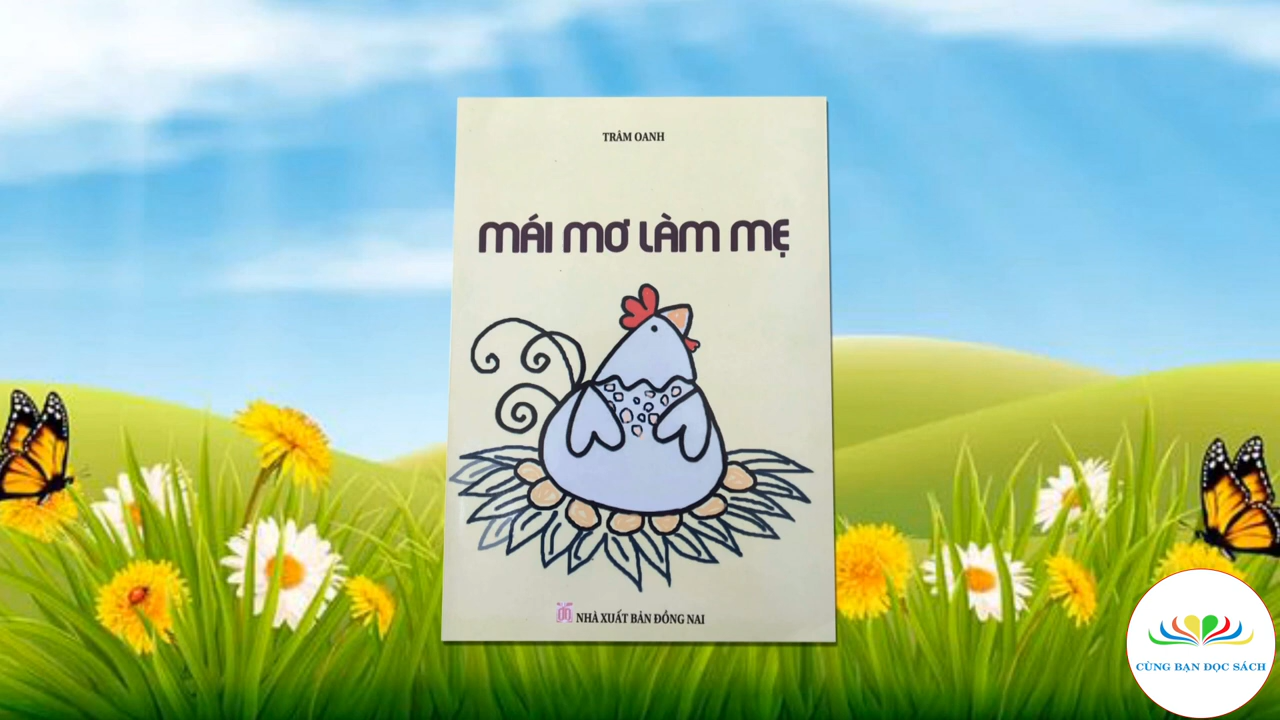 TRÂM OANH
MÁI MƠ LÀM MẸ
NHÀ XUẤT BẢN ĐỒNG NAI
CÙNG BẠN ĐỌC SÁCH